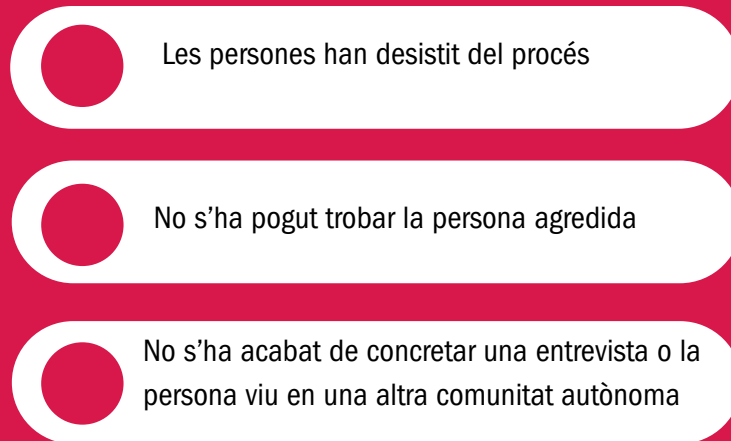 Les persones han desistit del procés
No s’ha pogut trobar la persona agredida
No s’ha acabat de concretar una entrevista o la
persona viu en una altra comunitat autònoma